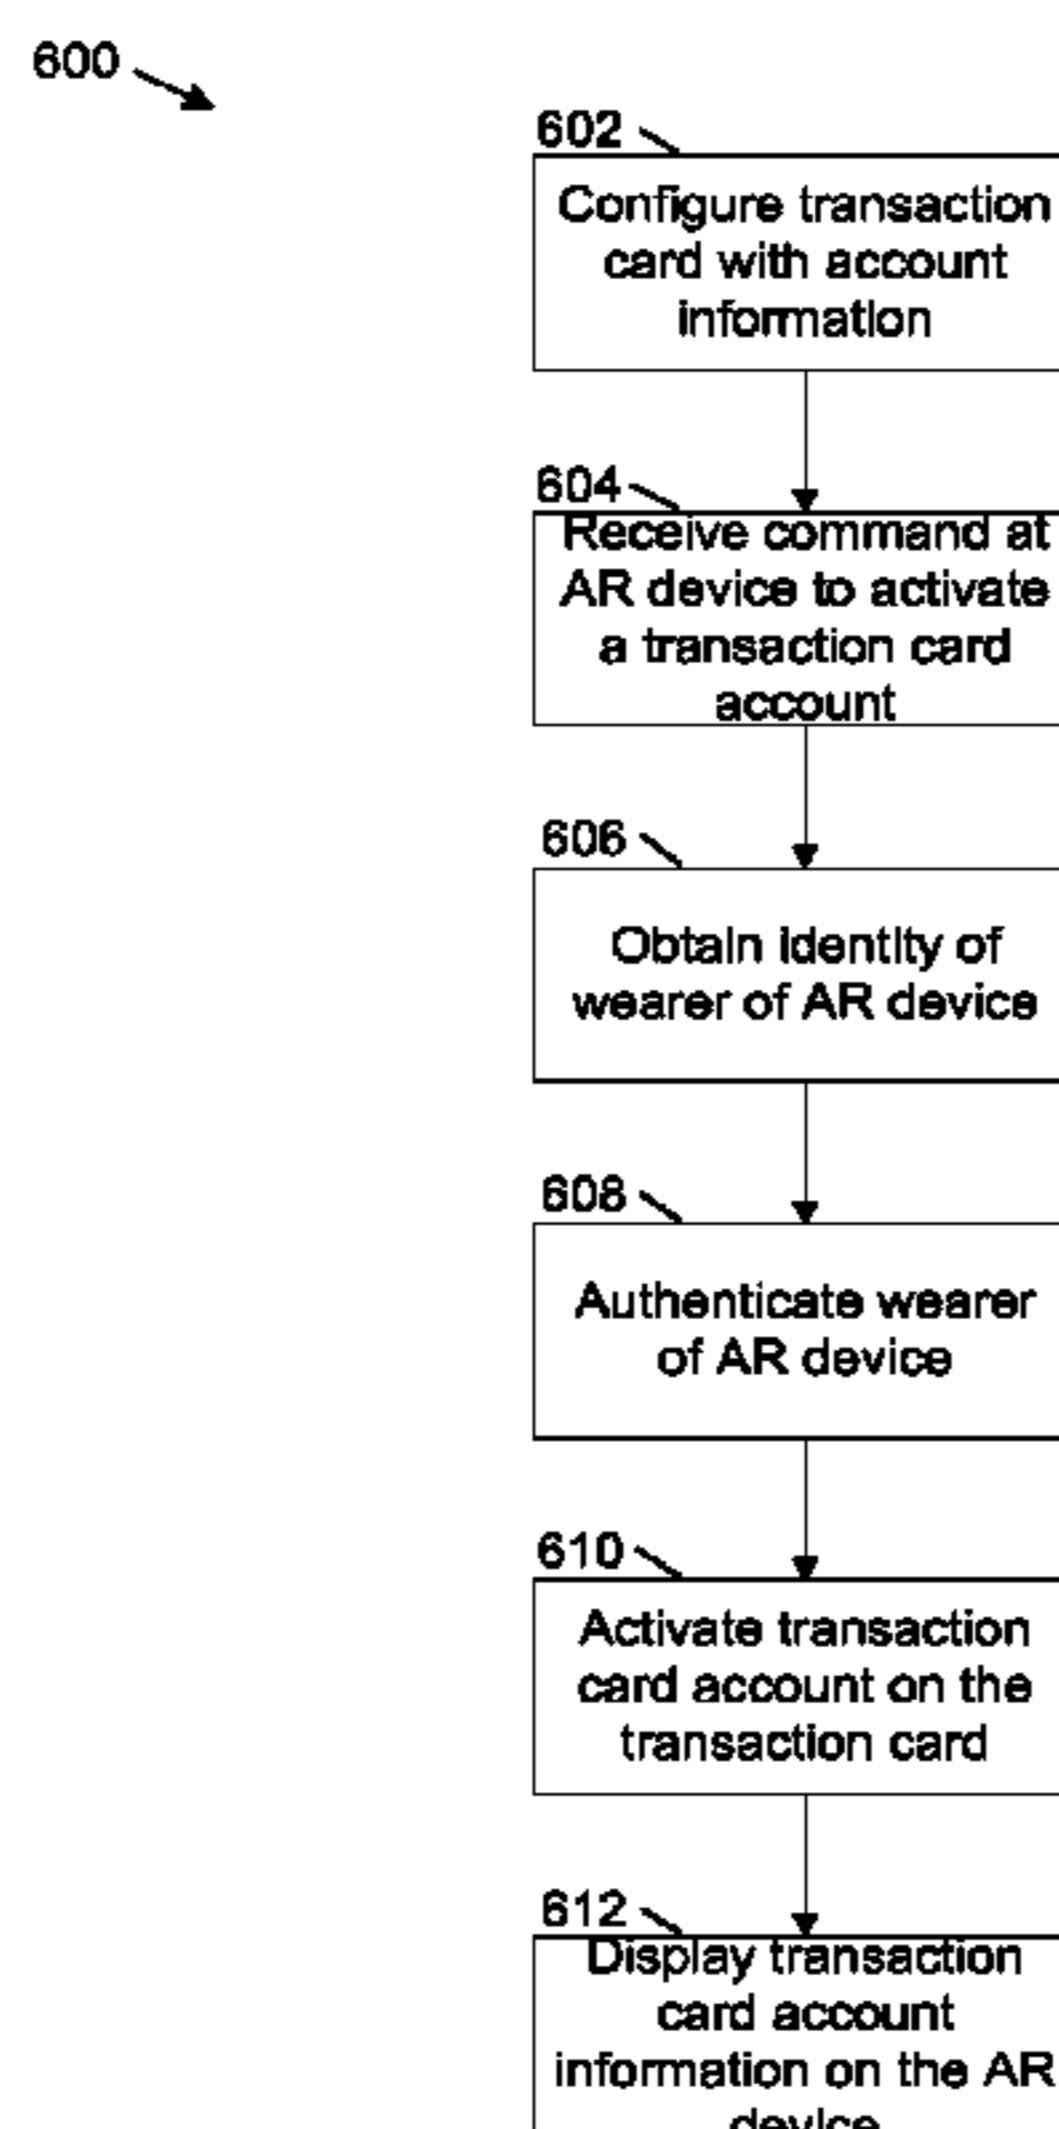 600
602
Configure transaction
card with account
information
604
Receive command at
AR device to activate
a transaction card
account
606
Obtain identity of
wearer of AR device
608
Authenticate wearer
of AR device
610
Activate transaction
card account on the
transaction card
612
Display transaction
card account
information on the AR
device